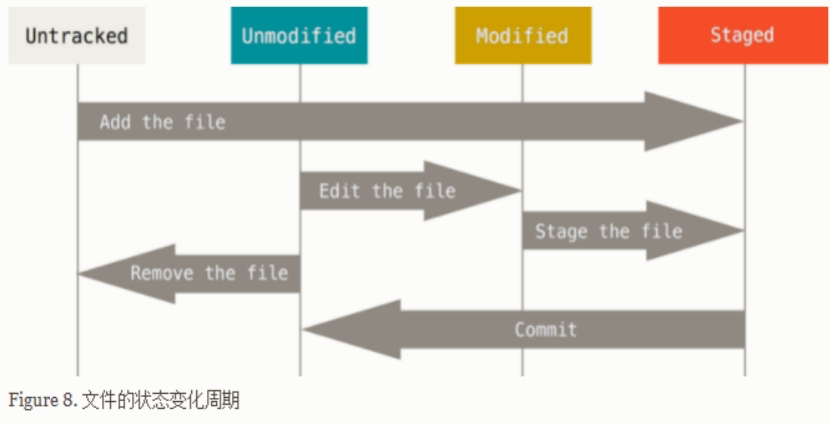 Untracked Unmodified Modified Staged
Add the file
Edit the file
Stage the file
Remove the file
Commit
Figure 8. 文件的状态变化周期